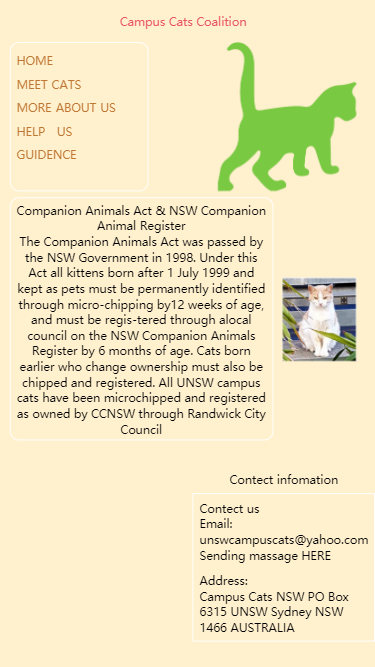 Campus Cats Coalition
HOME
MEET CATS
MORE ABOUT US
HELP US
GUIDENCE
Companion Animals Act & NSW Companion
Animal Register
The Companion Animals Act was passed by
the NSW Government in 1998. Under this
Act all kittens born after 1 July 1999 and
kept as pets must be permanently identified
through micro-chipping by12 weeks of age,
and must be regis-tered through alocal
council on the NSW Companion Animals
Register by 6 months of age. Cats born
earlier who change ownership must also be
chipped and registered. All UNSW campus
cats have been microchipped and registered
as owned by CCNSW through Randwick City
Council
Contect infomation
Contact us
Email:
unswcampuscats@yahoo.com
Sending massage HERE
Address:
Campus Cats NSW PO Box
6315 UNSW Sydney NSW
1466 AUSTRALIA